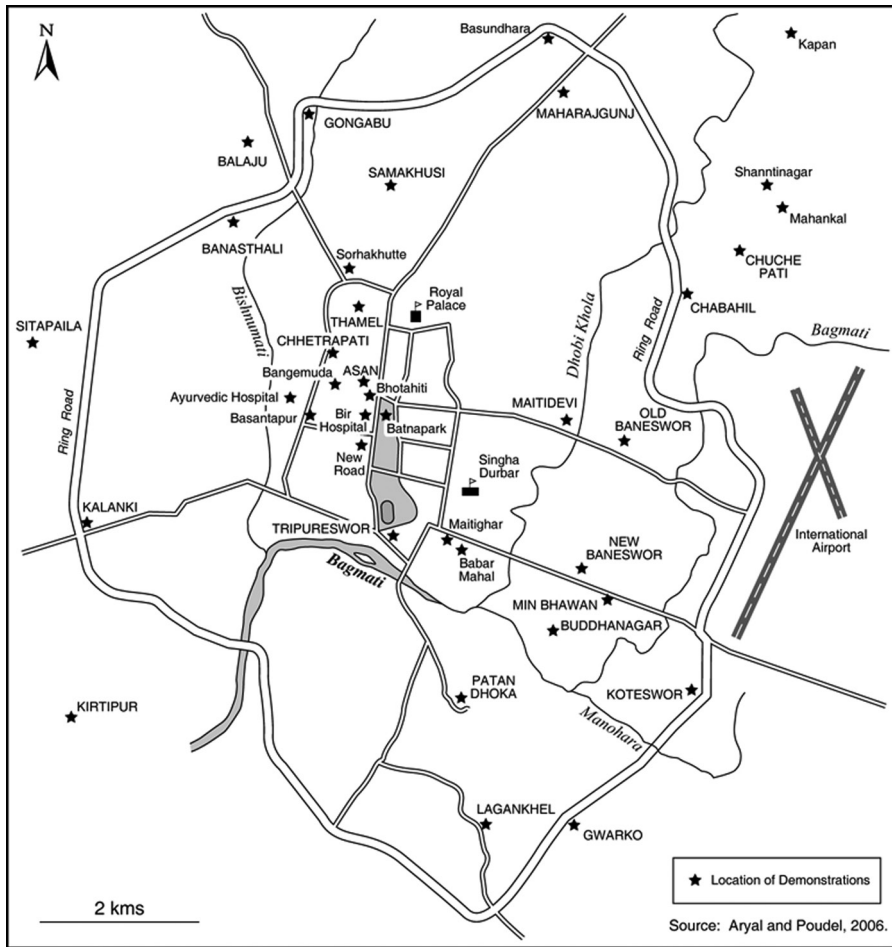 N
Basundhara
Kapan
GONGABU
MAHARAJGUNJ
BALAJU
SAMAKHUSI
Shanntinagar
Mahankal
BANASTHALI
Sorhakhutte
CHUCHE
PATI
Royal
Palace
Bishnumati
Dhobi Khola
Ring Road
CHABAHIL
THAMEL
SITAPAILA
Bagmati
CHHETRAPATI
ASAN
Bangemuda
Bhotahiti
Ayurvedic Hospital
Basantapur
Bir
Hospital
Batnapark
MAITIDEVI
OLD
BANESWOR
Ring Road
New
Road
Singha
Durbar
KALANKI
TRIPURESWOR
Maitighar
International
Airport
Babar
Mahal
NEW
BANESWOR
Bagmati
MIN BHAWAN
BUDDHANAGAR
PATAN
DHOKA
KOTESWOR
KIRTIPUR
Manohara
LAGANKHEL
GWARKO
Location of Demonstrations
2 kms
Source: Aryal and Poudel, 2006.